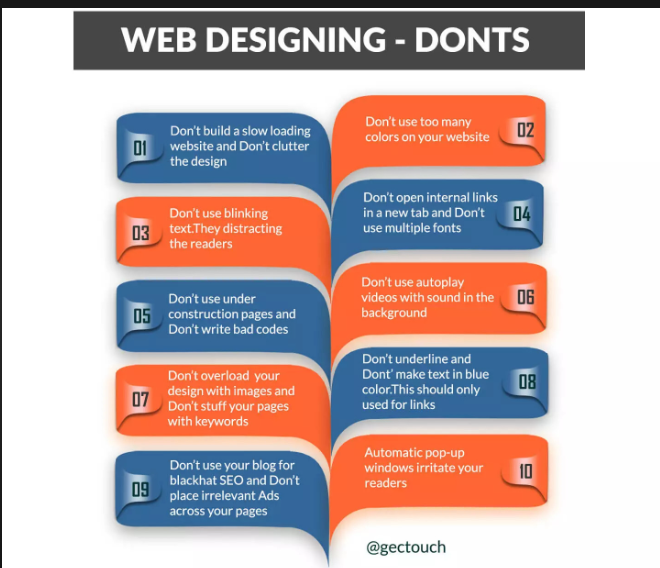 WEB DESIGNING - DONTS
01
Don't build a slow loading
website and Don't clutter
the design
02
Don't use too many
colors on your website
03
Don't use blinking
text.They distracting
the readers
04
Don't open internal links
in a new tab and Don't
use multiple fonts
05
Don't use under
construction pages and
Don't write bad codes
06
Don't use autoplay
videos with sound in the
background
07
Don't overload your
design with images and
Don't stuff your pages
with keywords
08
Don't underline and
Dont' make text in blue
color.This should only
used for links
09
Don't use your blog for
blackhat SEO and Don't
place irrelevant Ads
across your pages
10
Automatic pop-up
windows irritate your
readers
@gectouch